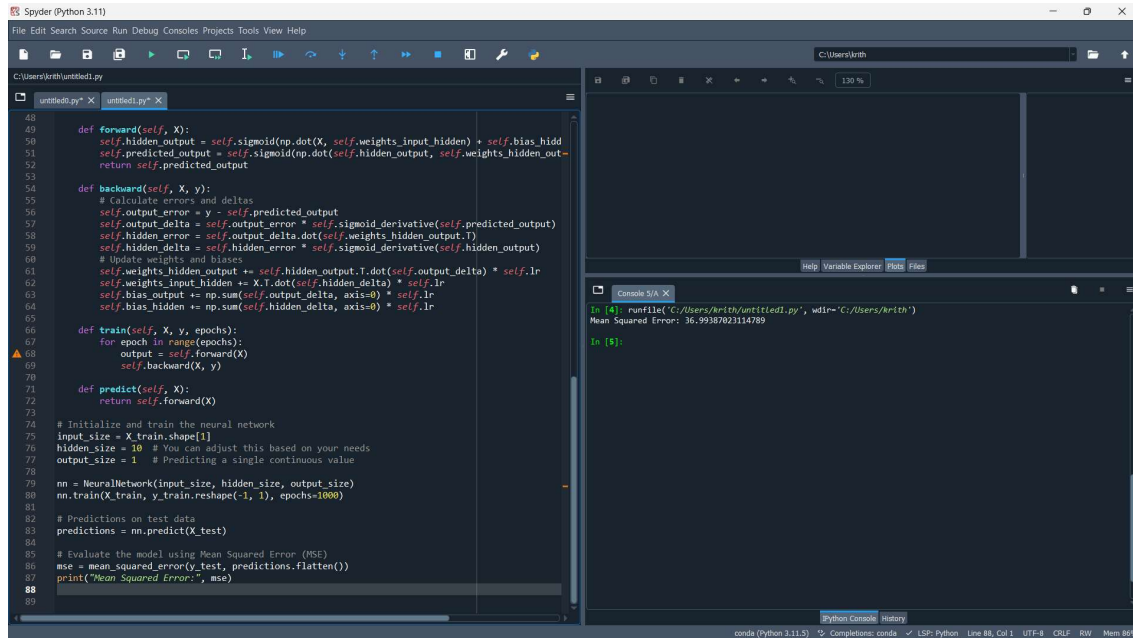 Spyder (Python 3.11)
File Edit Search Source Run Debug Consoles Projects Tools View Help
C:\Users\krith
C:\Users\krith\untitled1.py
untitled0.py* X untitled1.py* X
130 %
48
49 def forward(self, X):
50 self.hidden_output = self.sigmoid(np.dot(X, self.weights_input_hidden) + self.bias_hidd
51 self.predicted_output = self.sigmoid(np.dot(self.hidden_output, self.weights_hidden_out
52 return self.predicted_output
53
54 def backward(self, X, y):
55 # Calculate errors and deltas
56 self.output_error = y - self.predicted_output
57 self.output_delta = self.output_error * self.sigmoid_derivative(self.predicted_output)
58 self.hidden_error = self.output_delta.dot(self.weights_hidden_output.T)
59 self.hidden_delta = self.hidden_error * self.sigmoid_derivative(self.hidden_output)
60 # Update weights and biases
61 self.weights_hidden_output += self.hidden_output.T.dot(self.output_delta) * self.lr
62 self.weights_input_hidden += X.T.dot(self.hidden_delta) * self.lr
63 self.bias_output += np.sum(self.output_delta, axis=0) * self.lr
64 self.bias_hidden += np.sum(self.hidden_delta, axis=0) * self.lr
65
66 def train(self, X, y, epochs):
67 for epoch in range(epochs):
68 output = self.forward(X)
69 self.backward(X, y)
70
71 def predict(self, X):
72 return self.forward(X)
73
74 # Initialize and train the neural network
75 input_size = X_train.shape[1]
76 hidden_size = 10 # You can adjust this based on your needs
77 output_size = 1 # Predicting a single continuous value
78
79 nn = NeuralNetwork(input_size, hidden_size, output_size)
80 nn.train(X_train, y_train.reshape(-1, 1), epochs=1000)
81
82 # Predictions on test data
83 predictions = nn.predict(X_test)
84
85 # Evaluate the model using Mean Squared Error (MSE)
86 mse = mean_squared_error(y_test, predictions.flatten())
87 print("Mean Squared Error:", mse)
88
89
Help Variable Explorer Plots Files
Console 5/A X
In [4]: runfile('C:/Users/krith/untitled1.py', wdir='C:/Users/krith')
Mean Squared Error: 36.99387023114789
In [5]:
IPython Console History
conda (Python 3.11.5) Completions: conda LSP: Python Line 88, Col 1 UTF-8 CRLF RW Mem 86%